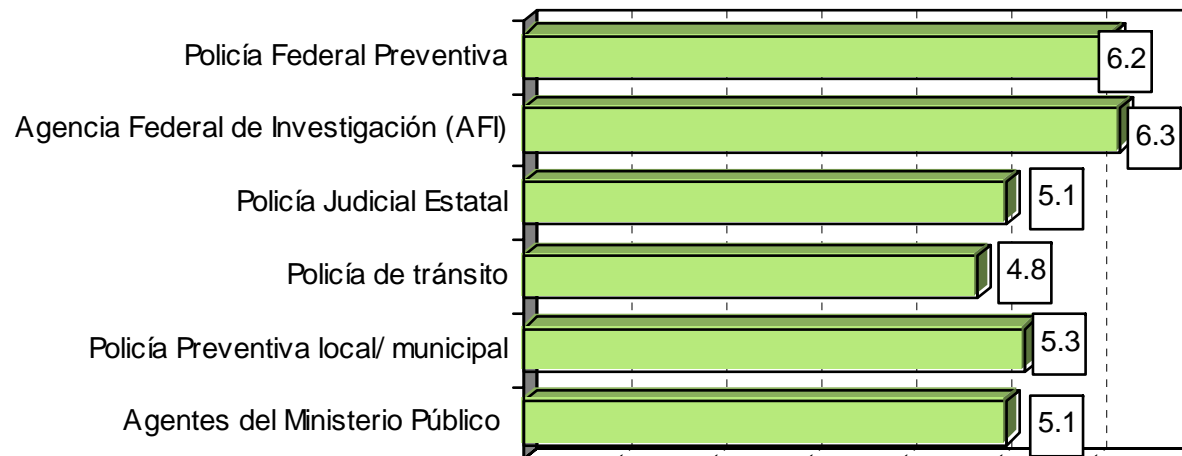 Policía Federal Preventiva
6.2
Agencia Federal de Investigación (AFI)
6.3
Policía Judicial Estatal
5.1
Policía de tránsito
4.8
Policía Preventiva local/ municipal
5.3
Agentes del Ministerio Público
5.1